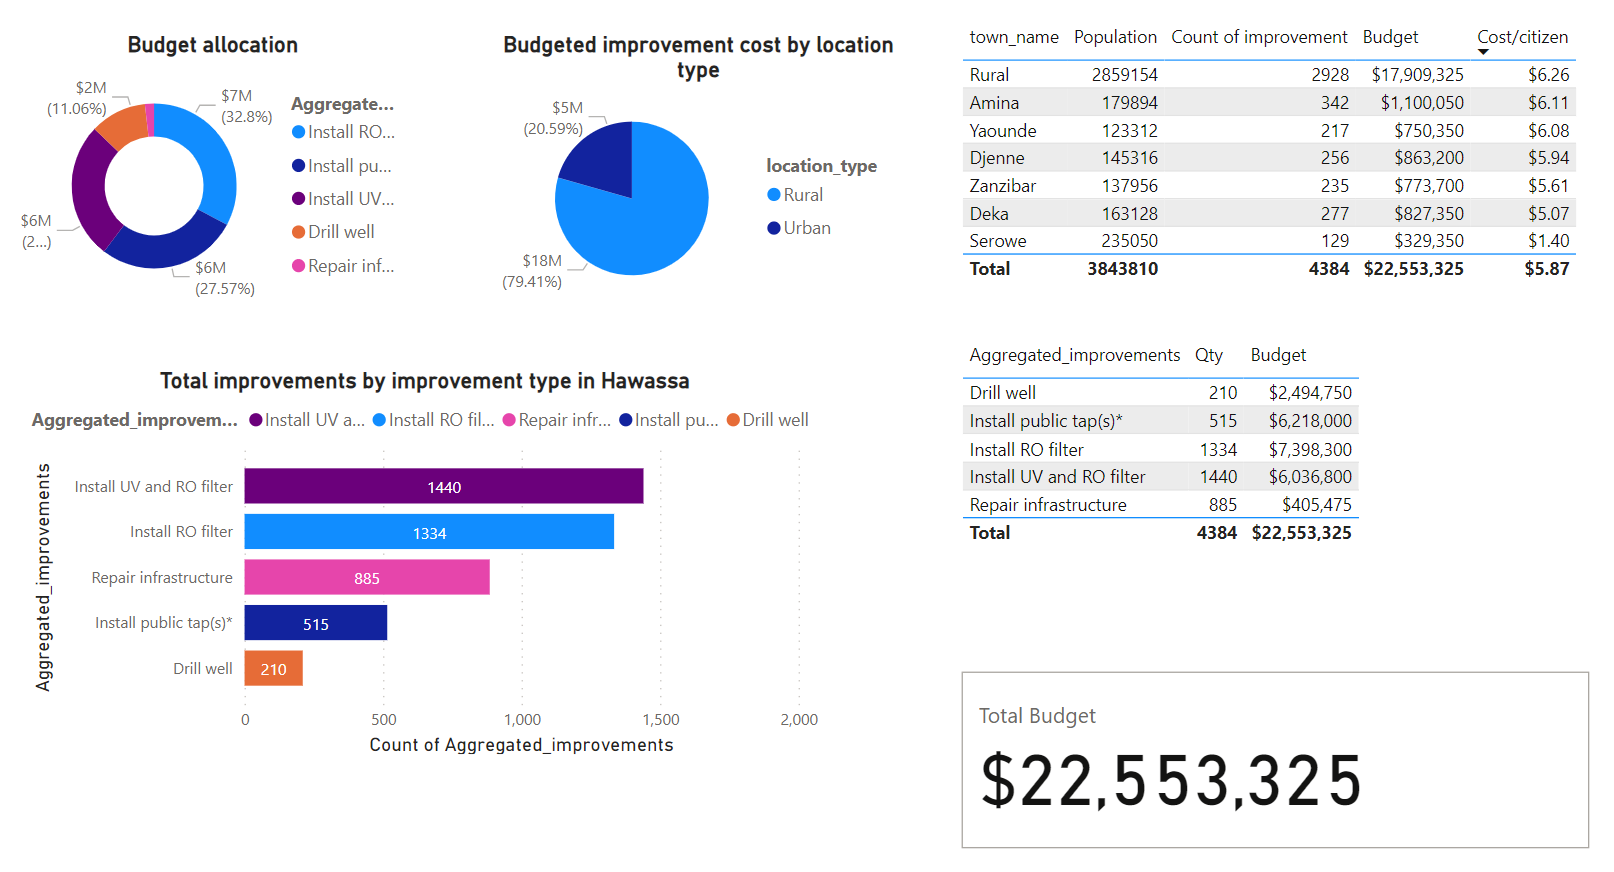 Budget allocation
$2M
(11.06%)
$7M
(32.8%)
$6M
(2...)
$6M
(27.57%)
Aggregate...
Install RO...
Install pu...
Install UV...
Drill well
Repair inf...
Budgeted improvement cost by location
type
$5M
(20.59%)
$18M
(79.41%)
location_type
Rural
Urban
town_name Population Count of improvement Budget Cost/citizen
Rural 2859154 2928 $17,909,325 $6.26
Amina 179894 342 $1,100,050 $6.11
Yaounde 123312 217 $750,350 $6.08
Djenne 145316 256 $863,200 $5.94
Zanzibar 137956 235 $773,700 $5.61
Deka 163128 277 $827,350 $5.07
Serowe 235050 129 $329,350 $1.40
Total 3843810 4384 $22,553,325 $5.87
Total improvements by improvement type in Hawassa
Aggregated_improvem... Install UV a... Install RO fil... Repair infr... Install pu... Drill well
Aggregated_improvements
Install UV and RO filter 1440
Install RO filter 1334
Repair infrastructure 885
Install public tap(s)* 515
Drill well 210
0 500 1,000 1,500 2,000
Count of Aggregated_improvements
Aggregated_improvements Qty Budget
Drill well 210 $2,494,750
Install public tap(s)* 515 $6,218,000
Install RO filter 1334 $7,398,300
Install UV and RO filter 1440 $6,036,800
Repair infrastructure 885 $405,475
Total 4384 $22,553,325
Total Budget
$22,553,325